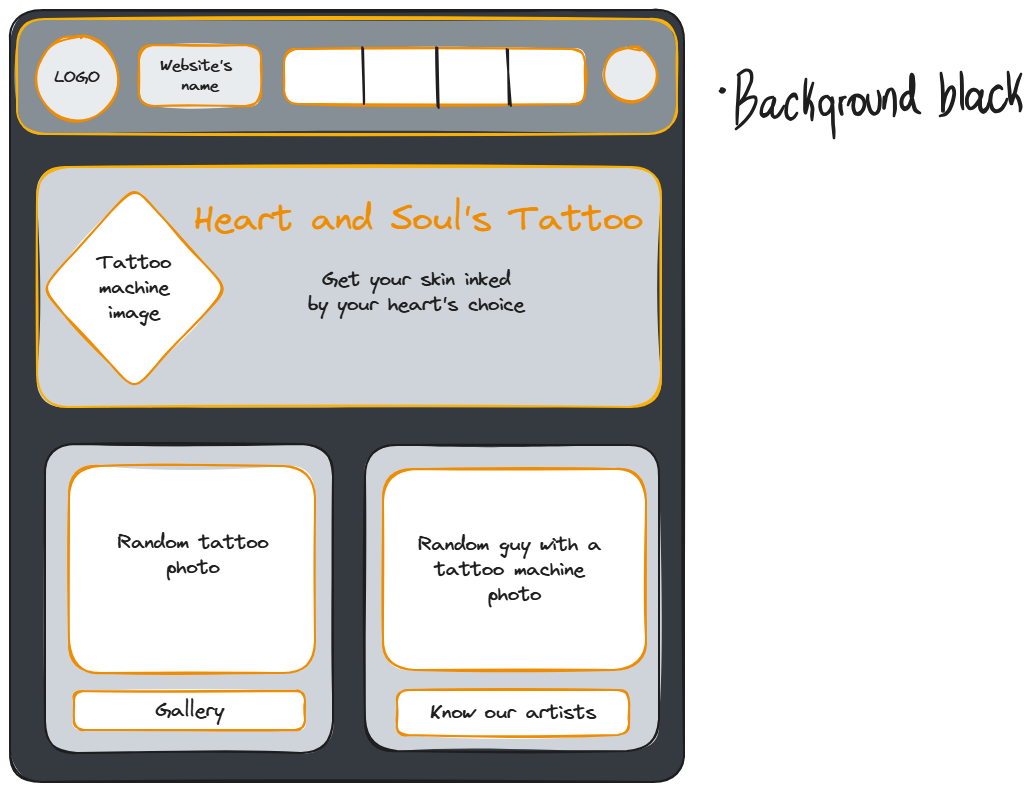 LOGO
Website's
name
• Background black
Heart and Soul's Tattoo
Tattoo
machine
image
Get your skin inked
by your heart's choice
Random tattoo
photo
Random guy with a
tattoo machine
photo
Gallery
Know our artists